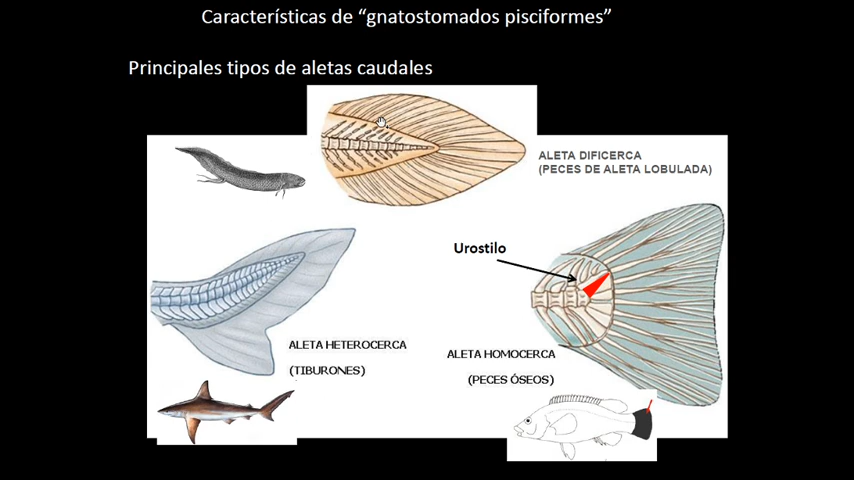 Características de “gnatostomados pisciformes”
Principales tipos de aletas caudales
ALETA DIFICERCA
(PECES DE ALETA LOBULADA)
Urostilo
ALETA HETEROCERCA
(TIBURONES)
ALETA HOMOCERCA
(PECES ÓSEOS)